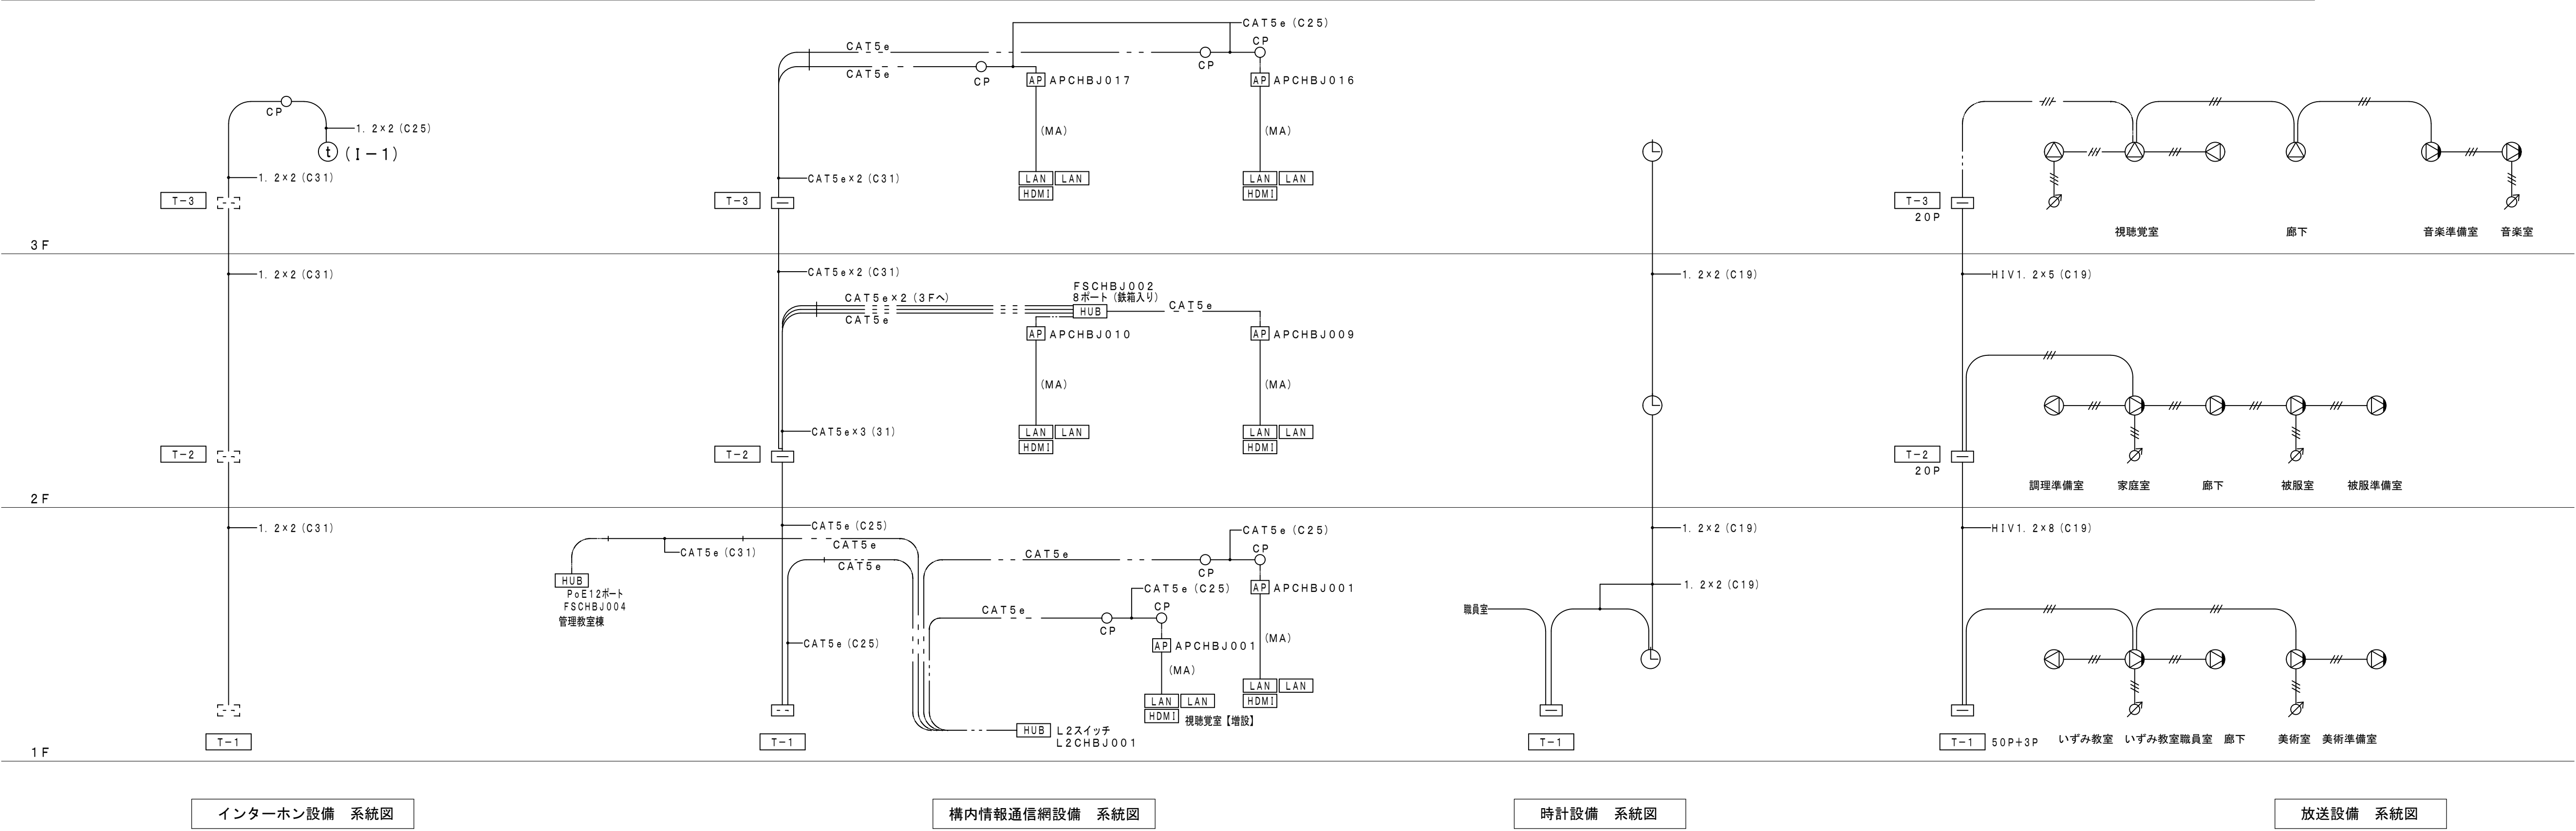 CAT5e (C25)
CAT5e
CP
CP
CAT5e
CP
AP APCHBJ017
AP APCHBJ016
CP
1. 2×2 (C25)
t (I−1)
(MA)
(MA)
1. 2×2 (C31)
CAT5e×2 (C31)
LAN LAN
HDMI
LAN LAN
HDMI
T−3
T−3
T−3
20P
視聴覚室
廊下
音楽準備室
音楽室
3F
1. 2×2 (C31)
CAT5e×2 (C31)
1. 2×2 (C19)
HIV1. 2×5 (C19)
CAT5e×2 (3Fへ)
CAT5e
FSCHBJ002
8ポート (鉄箱入り)
HUB
CAT5e
AP APCHBJ010
AP APCHBJ009
(MA)
(MA)
CAT5e×3 (31)
LAN LAN
HDMI
LAN LAN
HDMI
T−2
T−2
T−2
20P
調理準備室
家庭室
廊下
被服室
被服準備室
2F
1. 2×2 (C31)
CAT5e (C25)
CAT5e
CAT5e (C31)
CAT5e
CAT5e (C25)
CAT5e
CP
CP
1. 2×2 (C19)
HIV1. 2×8 (C19)
HUB
PoE12ポート
FSCHBJ004
管理教室棟
AP APCHBJ001
CAT5e (C25)
CAT5e
CP
CP
1. 2×2 (C19)
職員室
CAT5e (C25)
AP APCHBJ001
(MA)
(MA)
LAN LAN
HDMI
LAN LAN
HDMI
視聴覚室【増設】
HUB L2スイッチ
L2CHBJ001
T−1
T−1
T−1
T−1 50P+3P
いずみ教室
いずみ教室職員室
廊下
美術室
美術準備室
1F
インターホン設備 系統図
構内情報通信網設備 系統図
時計設備 系統図
放送設備 系統図